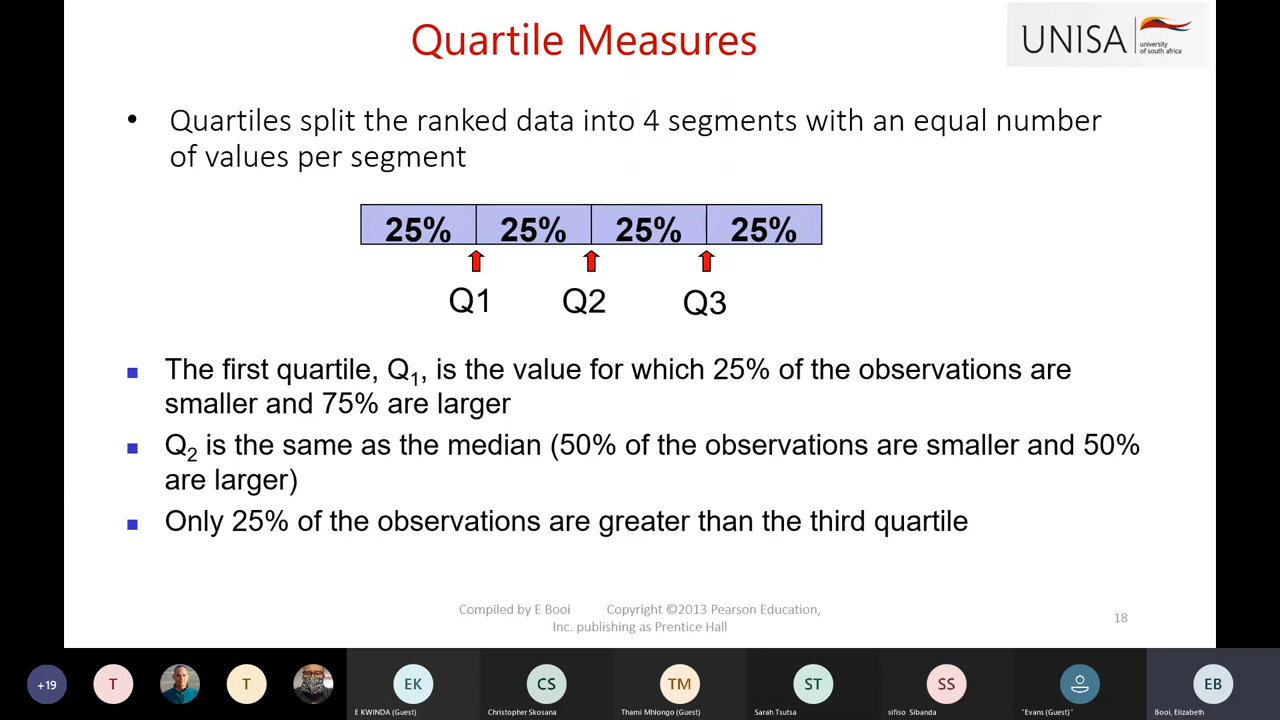 Quartile Measures
UNISA
university
of south africa
• Quartiles split the ranked data into 4 segments with an equal number
of values per segment
25% 25% 25% 25%
Q1 Q2 Q3
The first quartile, Q1, is the value for which 25% of the observations are
smaller and 75% are larger
Q2 is the same as the median (50% of the observations are smaller and 50%
are larger)
Only 25% of the observations are greater than the third quartile
Compiled by E Booi Copyright ©2013 Pearson Education,
Inc. publishing as Prentice Hall
18
+19 T T EK CS TM ST SS EB
E KWINDA (Guest) Christopher Skosana Thami Mhlongo (Guest) Sarah Tsutsa sifiso Sibanda "Evans (Guest)" Booi, Elizabeth